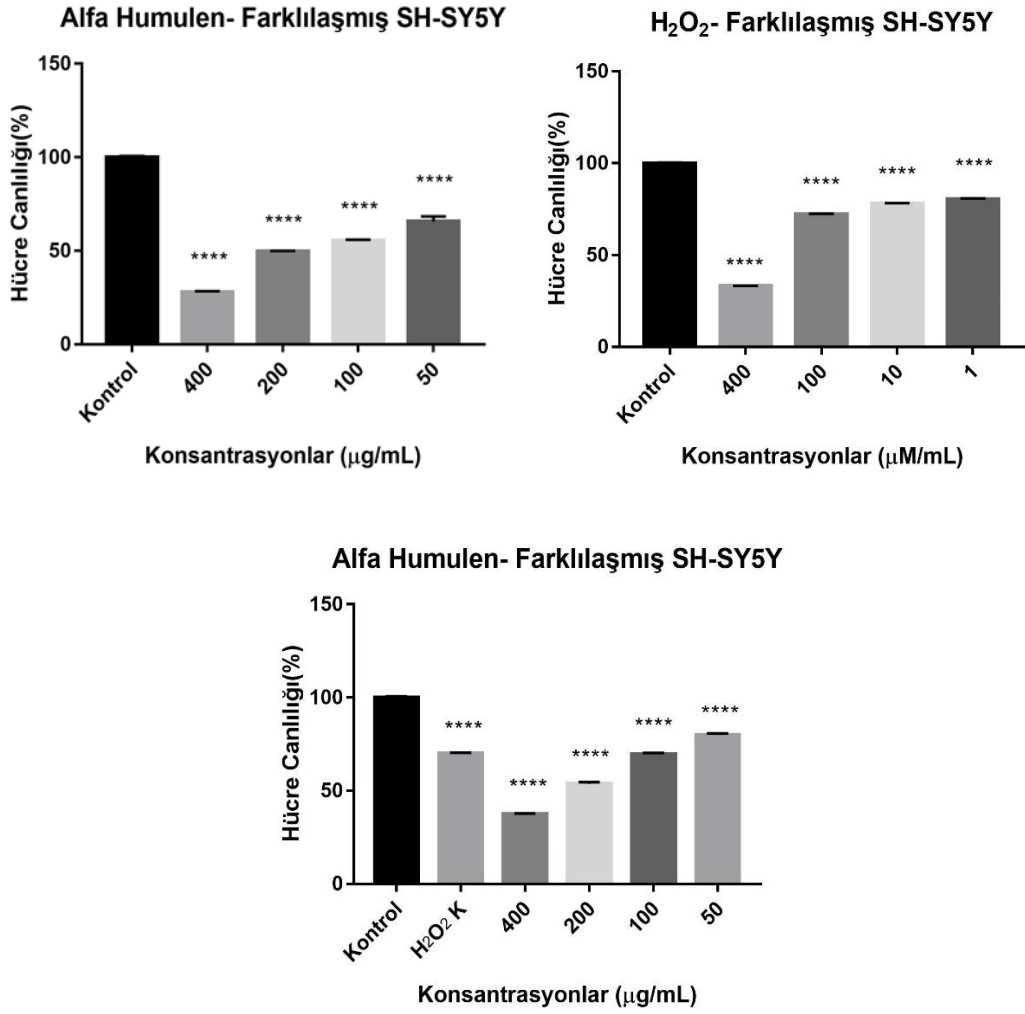 Alfa Humulen- Farklılaşmış SH-SY5Y
Hücre Canlılığı(%)
150
100
50
0
****
****
****
****
Kontrol
400
200
100
50
Konsantrasyonlar (µg/mL)
H₂O₂- Farklılaşmış SH-SY5Y
Hücre Canlılığı(%)
150
100
50
0
****
****
****
****
Kontrol
400
100
10
1
Konsantrasyonlar (µM/mL)
Alfa Humulen- Farklılaşmış SH-SY5Y
Hücre Canlılığı(%)
150
100
50
0
****
****
****
****
****
Kontrol
H₂O₂ K
400
200
100
50
Konsantrasyonlar (µg/mL)